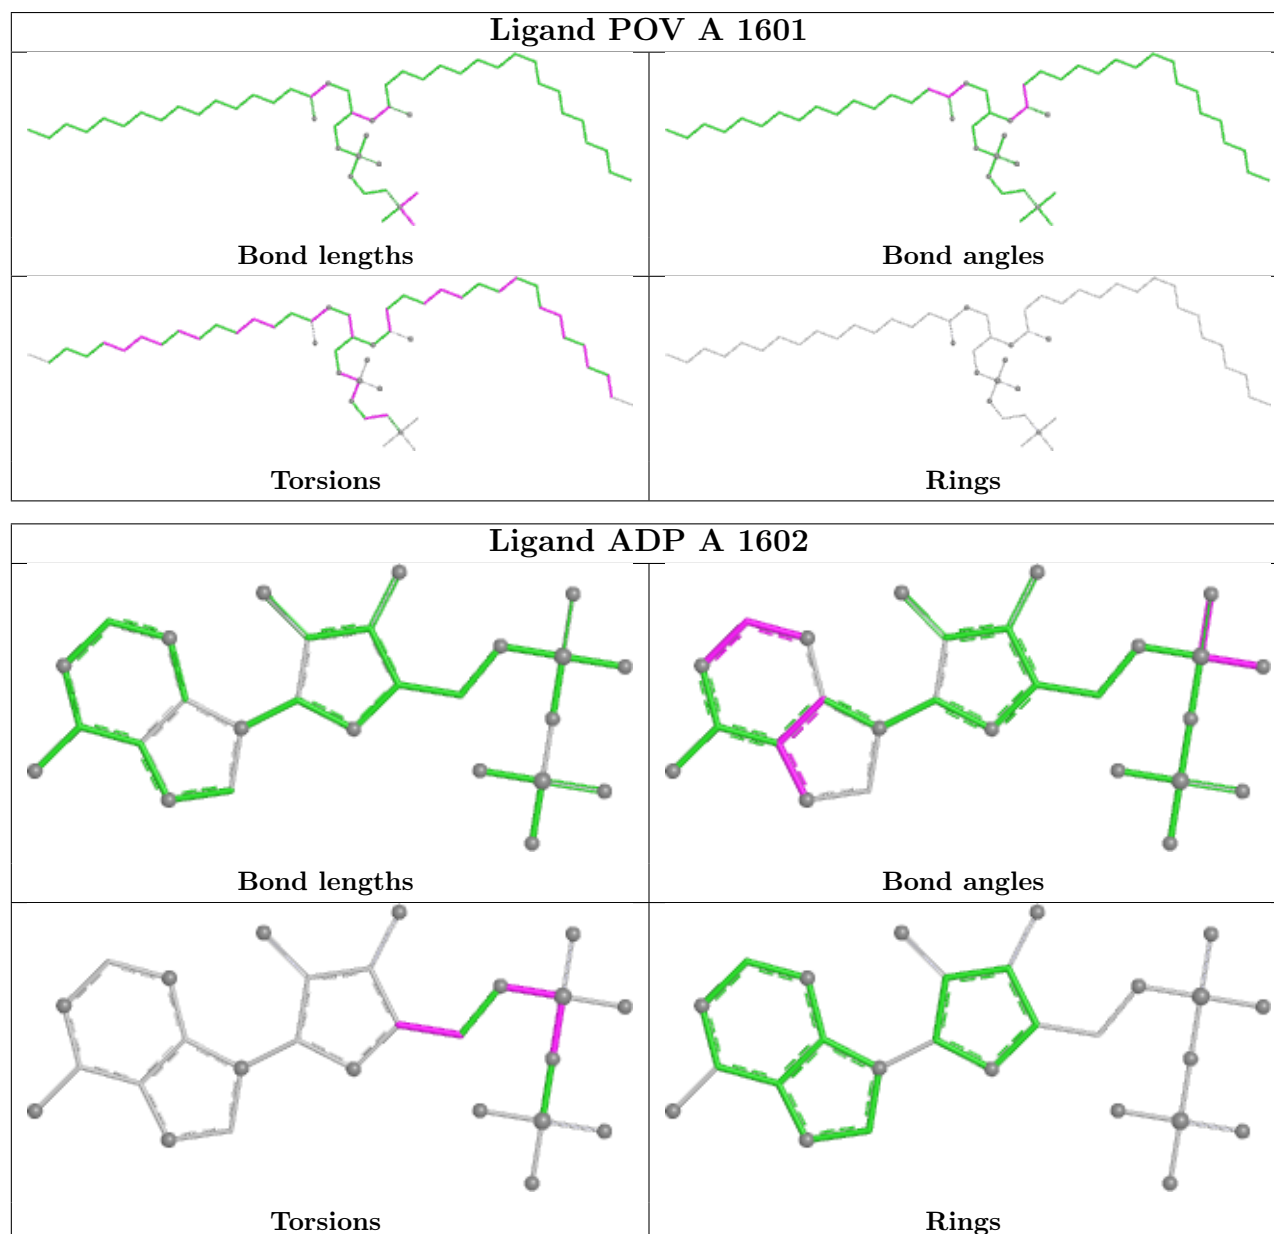 Ligand POV A 1601
Bond lengths
Bond angles
Torsions
Rings
Ligand ADP A 1602
Bond lengths
Bond angles
Torsions
Rings